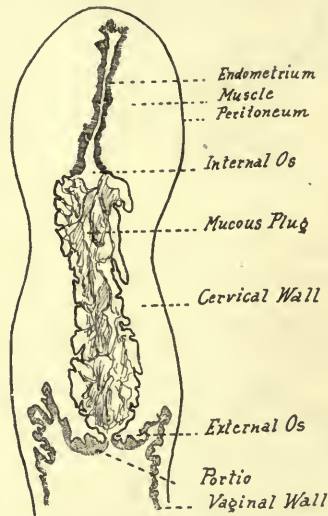 Endometrium
Muscle
Peritoneum
Internal Os
Mucous Plug
Cervical Wall
External Os
Portio
Vaginal Wall